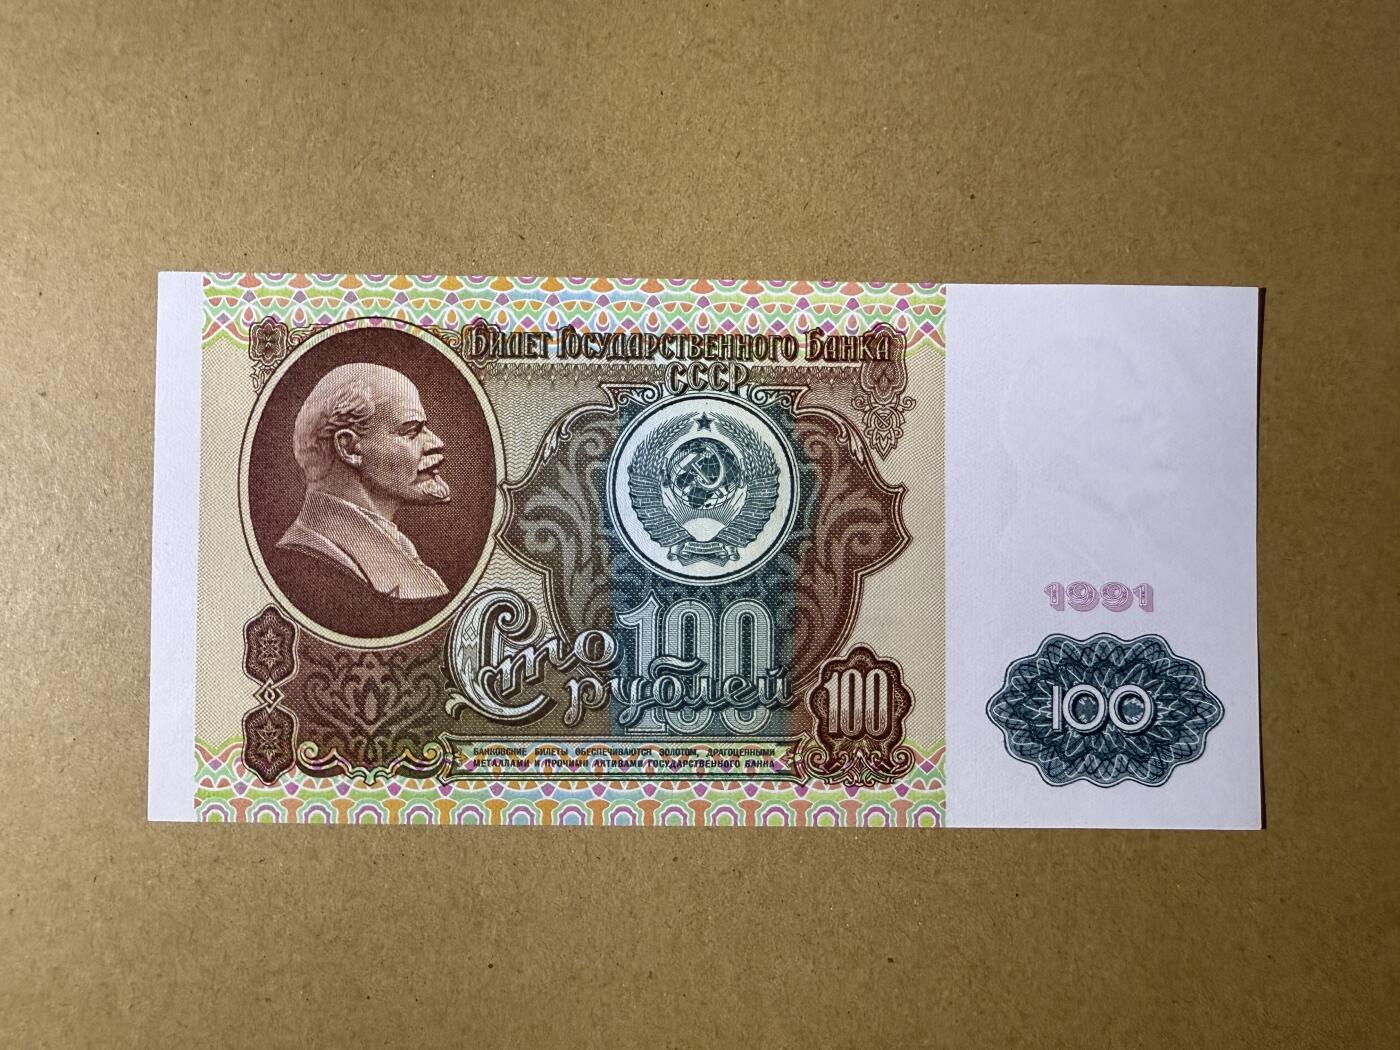 Билет Государственного Банка
СССР
1991
100
Сто
рублей
100
100
БАНКОВСКИЕ БИЛЕТЫ ОБЕСПЕЧИВАЮТСЯ ЗОЛОТОМ, ДРАГОЦЕННЫМИ
МЕТАЛЛАМИ И ПРОЧИМИ АКТИВАМИ ГОСУДАРСТВЕННОГО БАНКА